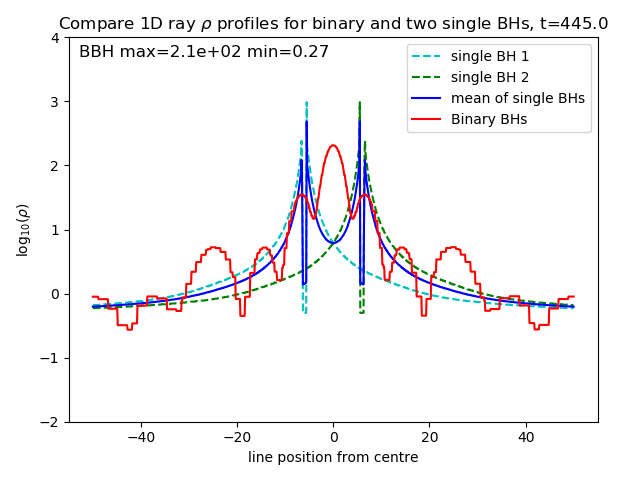 Compare 1D ray ρ profiles for binary and two single BHs, t=445.0
BBH max=2.1e+02 min=0.27
single BH 1
single BH 2
mean of single BHs
Binary BHs
4
3
2
1
0
−1
−2
log₁₀(ρ)
−40 −20 0 20 40
line position from centre